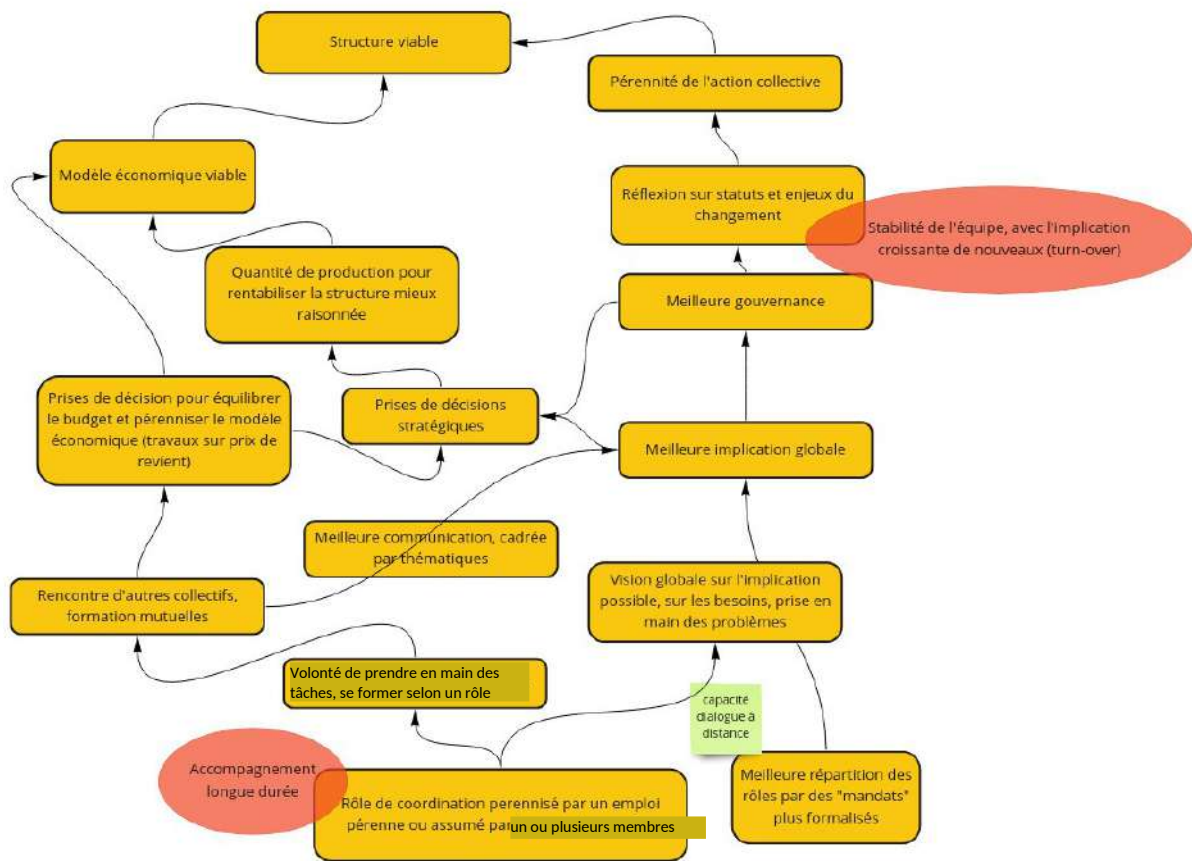 Structure viable
Pérennité de l'action collective
Modèle économique viable
Réflexion sur statuts et enjeux du
changement
Stabilité de l'équipe, avec l'implication
croissante de nouveaux (turn-over)
Quantité de production pour
rentabiliser la structure mieux
raisonnée
Meilleure gouvernance
Prises de décision pour équilibrer
le budget et pérenniser le modèle
économique (travaux sur prix de
revient)
Prises de décisions
stratégiques
Meilleure implication globale
Meilleure communication, cadrée
par thématiques
Rencontre d'autres collectifs,
formation mutuelles
Vision globale sur l'implication
possible, sur les besoins, prise en
main des problèmes
Volonté de prendre en main des
tâches, se former selon un rôle
capacité
dialogue à
distance
Accompagnement
longue durée
Rôle de coordination perennisé par un emploi
pérenne ou assumé par un ou plusieurs membres
Meilleure répartition des
rôles par des "mandats"
plus formalisés